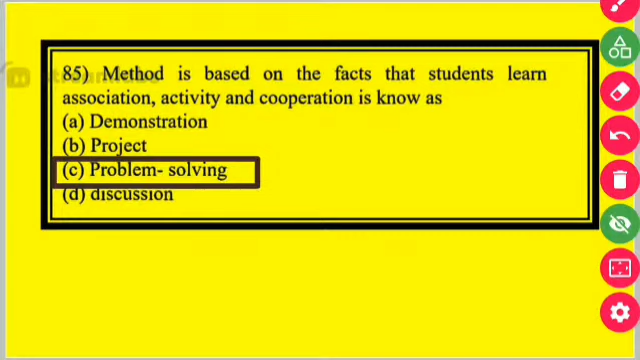 85) Method is based on the facts that students learn
association, activity and cooperation is know as
(a) Demonstration
(b) Project
(c) Problem- solving
(d) discussion